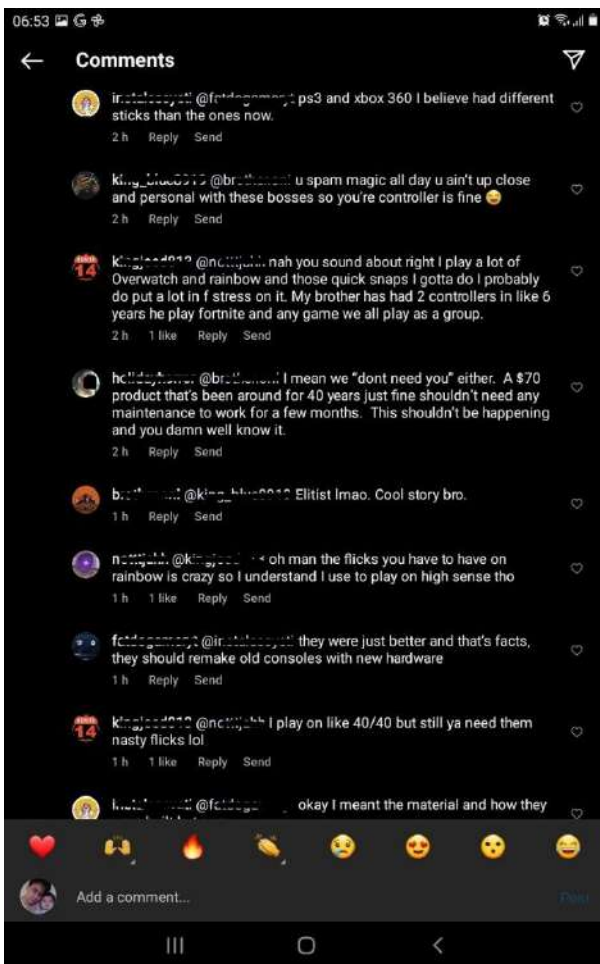 06:53
Comments
ps3 and xbox 360 I believe had different
sticks than the ones now.
2 h Reply Send
u spam magic all day u ain't up close
and personal with these bosses so you're controller is fine
2 h Reply Send
nah you sound about right I play a lot of
Overwatch and rainbow and those quick snaps I gotta do I probably
do put a lot in f stress on it. My brother has had 2 controllers in like 6
years he play fortnite and any game we all play as a group.
2 h 1 like Reply Send
I mean we “dont need you” either. A $70
product that's been around for 40 years just fine shouldn't need any
maintenance to work for a few months. This shouldn't be happening
and you damn well know it.
2 h Reply Send
Elitist lmao. Cool story bro.
1 h Reply Send
oh man the flicks you have to have on
rainbow is crazy so I understand I use to play on high sense tho
1 h 1 like Reply Send
they were just better and that's facts,
they should remake old consoles with new hardware
1 h Reply Send
14
I play on like 40/40 but still ya need them
nasty flicks lol
1 h 1 like Reply Send
okay I meant the material and how they
Add a comment...
Post